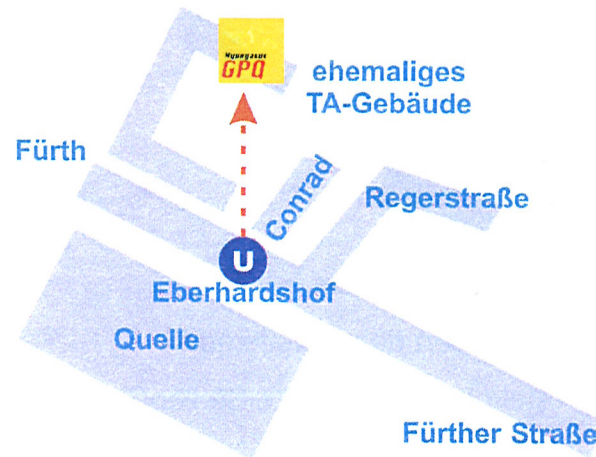 GPQ
ehemaliges
TA-Gebäude
Fürth
Conrad
Regerstraße
U
Eberhardshof
Quelle
Fürther Straße